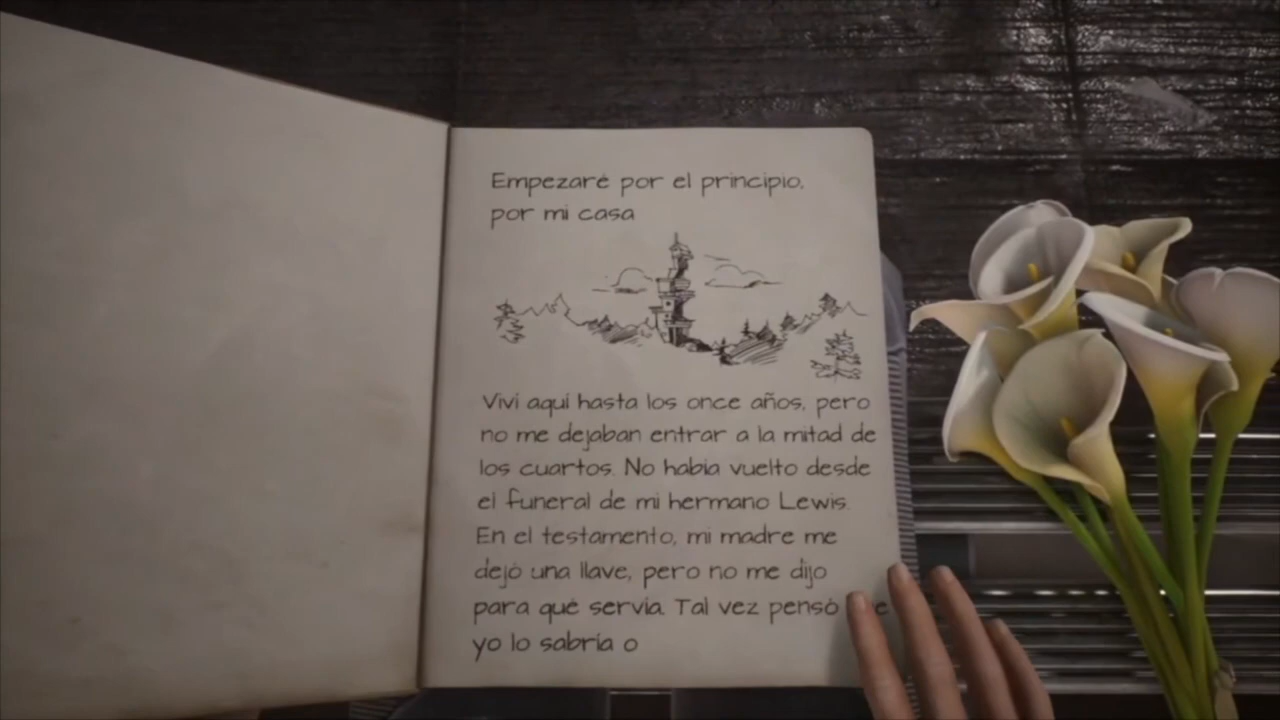 Empezaré por el principio,
por mi casa
Viví aquí hasta los once años, pero
no me dejaban entrar a la mitad de
los cuartos. No había vuelto desde
el funeral de mi hermano Lewis.
En el testamento, mi madre me
dejó una llave, pero no me dijo
para qué servía. Tal vez pensó
yo lo sabría o